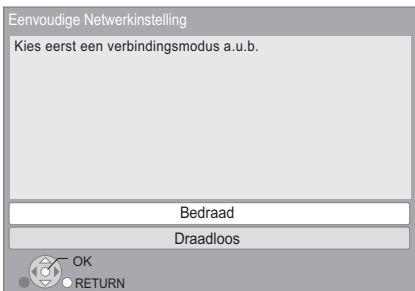 Eenvoudige Netwerkinstelling
Kies eerst een verbindingsmodus a.u.b.
Bedraad
Draadloos
OK
RETURN